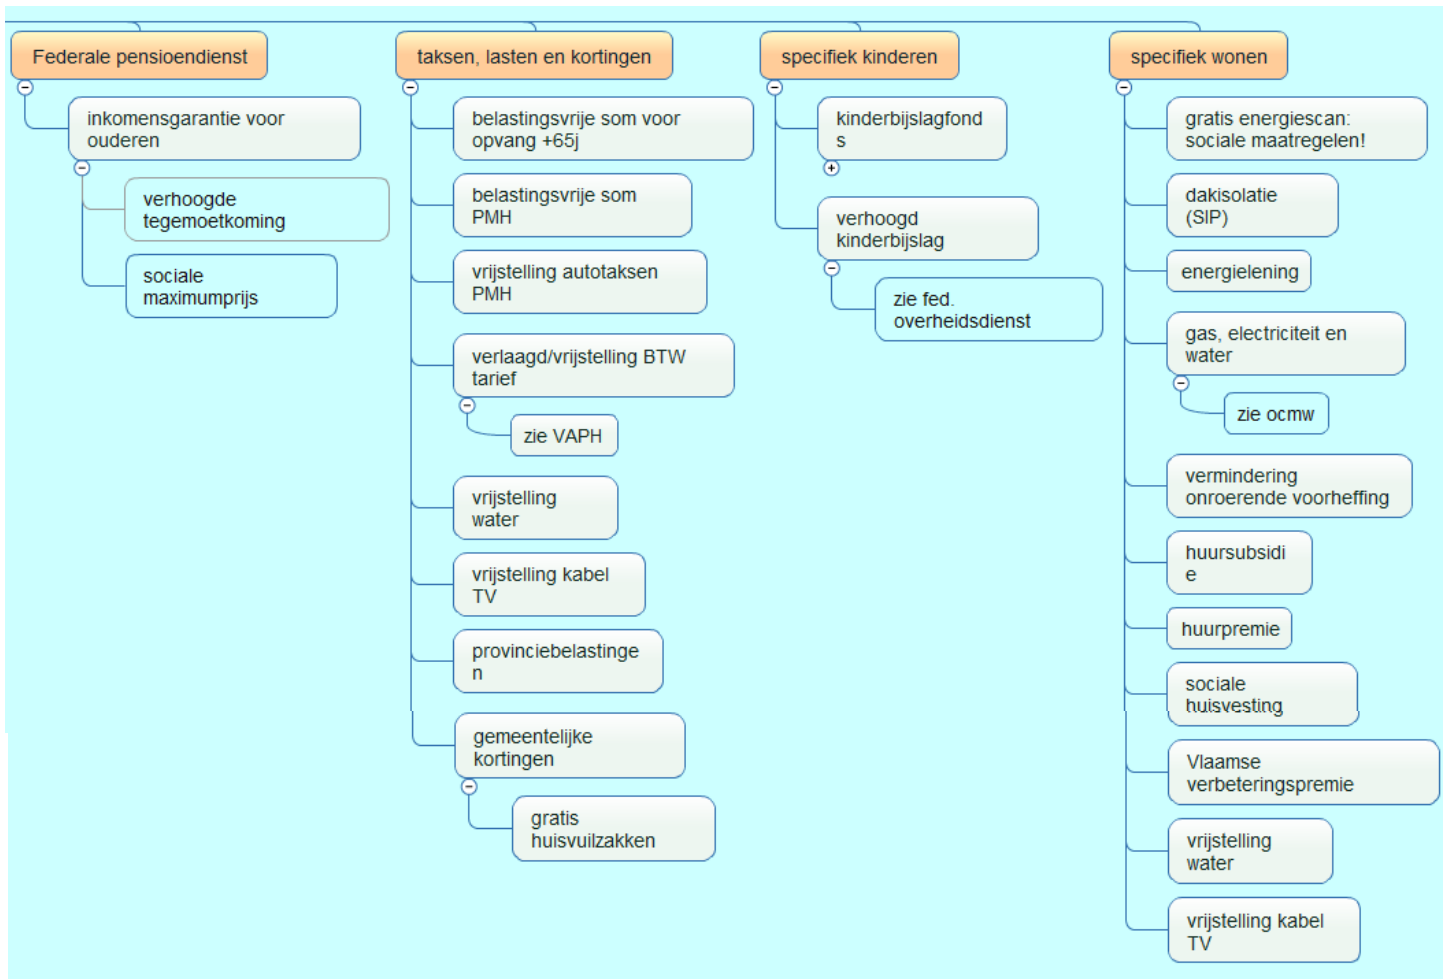 Federale pensioendienst
inkomensgarantie voor
ouderen
verhoogde
tegemoetkoming
sociale
maximumprijs
taksen, lasten en kortingen
belastingsvrije som voor
opvang +65j
belastingsvrije som
PMH
vrijstelling autotaksen
PMH
verlaagd/vrijstelling BTW
tarief
zie VAPH
vrijstelling
water
vrijstelling kabel
TV
provinciebelastinge
n
gemeentelijke
kortingen
gratis
huisvuilzakken
specifiek kinderen
kinderbijslagfond
s
verhoogd
kinderbijslag
zie fed.
overheidsdienst
specifiek wonen
gratis energiescan:
sociale maatregelen!
dakisolatie
(SIP)
energielening
gas, electriciteit en
water
zie ocmw
vermindering
onroerende voorheffing
huursubsidi
e
huurpremie
sociale
huisvesting
Vlaamse
verbeteringspremie
vrijstelling
water
vrijstelling kabel
TV